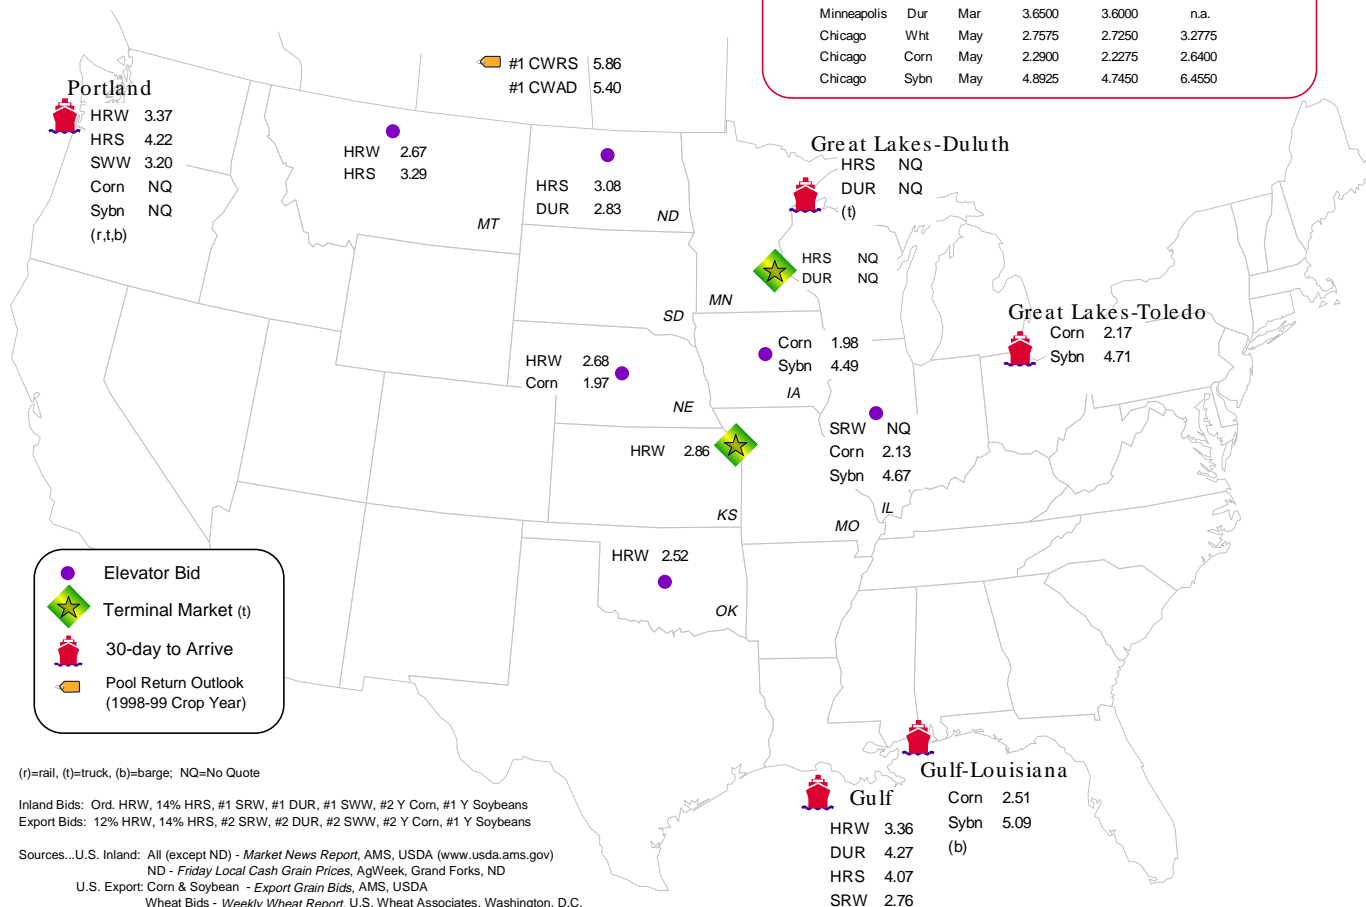 Minneapolis Dur Mar 3.6500 3.6000 n.a.
Chicago Wht May 2.7575 2.7250 3.2775
Chicago Corn May 2.2900 2.2275 2.6400
Chicago Sybn May 4.8925 4.7450 6.4550
#1 CWRS 5.86
#1 CWAD 5.40
Portland
HRW 3.37
HRS 4.22
SWW 3.20
Corn NQ
Sybn NQ
(r,t,b)
HRW 2.67
HRS 3.29
MT
HRS 3.08
DUR 2.83
ND
Great Lakes-Duluth
HRS NQ
DUR NQ
(t)
HRS NQ
DUR NQ
MN
SD
Great Lakes-Toledo
Corn 2.17
Sybn 4.71
Corn 1.98
Sybn 4.49
IA
HRW 2.68
Corn 1.97
NE
SRW NQ
Corn 2.13
Sybn 4.67
IL
HRW 2.86
KS
MO
HRW 2.52
OK
Elevator Bid
Terminal Market (t)
30-day to Arrive
Pool Return Outlook
(1998-99 Crop Year)
Gulf-Louisiana
Corn 2.51
Sybn 5.09
(b)
Gulf
HRW 3.36
DUR 4.27
HRS 4.07
SRW 2.76
(r)=rail, (t)=truck, (b)=barge; NQ=No Quote
Inland Bids: Ord. HRW, 14% HRS, #1 SRW, #1 DUR, #1 SWW, #2 Y Corn, #1 Y Soybeans
Export Bids: 12% HRW, 14% HRS, #2 SRW, #2 DUR, #2 SWW, #2 Y Corn, #1 Y Soybeans
Sources...U.S. Inland: All (except ND) - Market News Report, AMS, USDA (www.usda.ams.gov)
ND - Friday Local Cash Grain Prices, AgWeek, Grand Forks, ND
U.S. Export: Corn & Soybean - Export Grain Bids, AMS, USDA
Wheat Bids - Weekly Wheat Report, U.S. Wheat Associates, Washington, D.C.